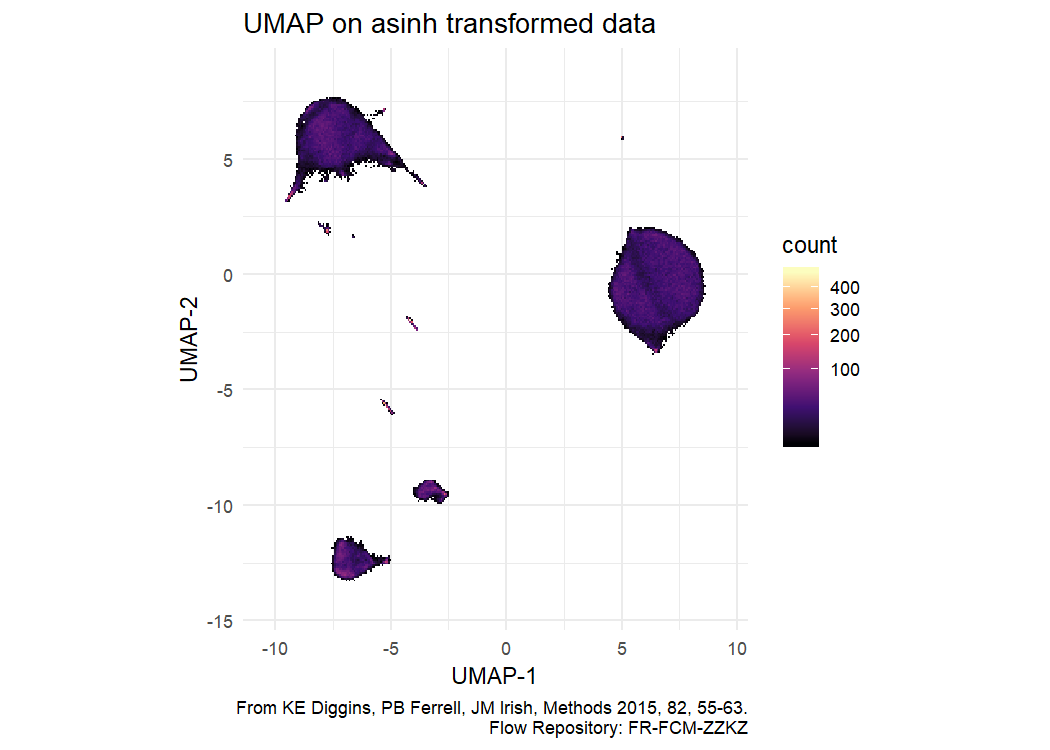 UMAP on asinh transformed data
5
0
-5
-10
-15
UMAP-2
-10 -5 0 5 10
UMAP-1
count
400
300
200
100
From KE Diggins, PB Ferrell, JM Irish, Methods 2015, 82, 55-63.
Flow Repository: FR-FCM-ZZKZ